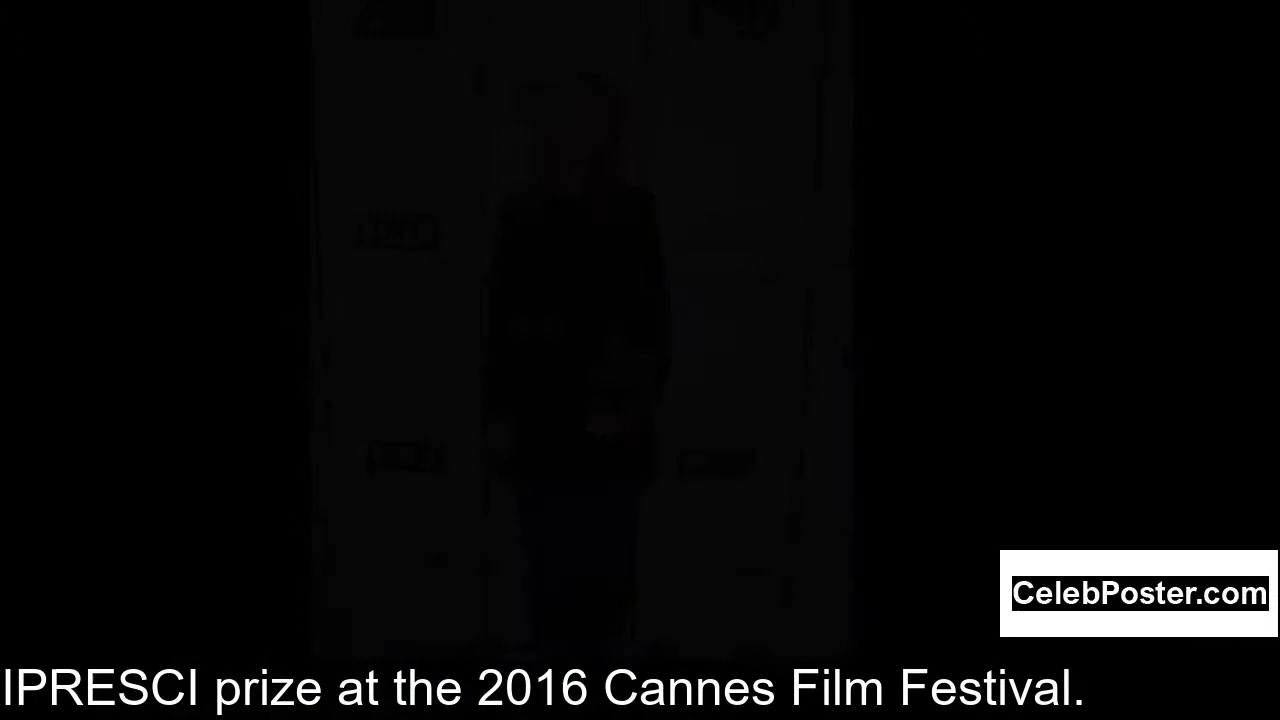 CelebPoster.com
IPRESCI prize at the 2016 Cannes Film Festival.